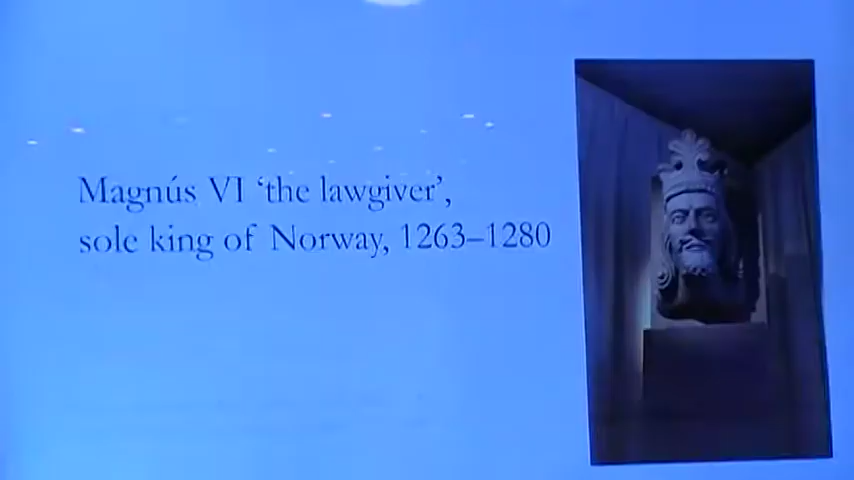 Magnús VI ‘the lawgiver’,
sole king of Norway, 1263–1280